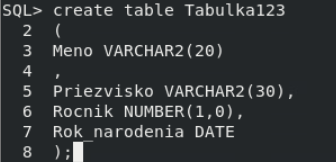 SQL> create table Tabulka123
2 (
3 Meno VARCHAR2(20)
4 ,
5 Priezvisko VARCHAR2(30),
6 Rocnik NUMBER(1,0),
7 Rok_narodenia DATE
8 );